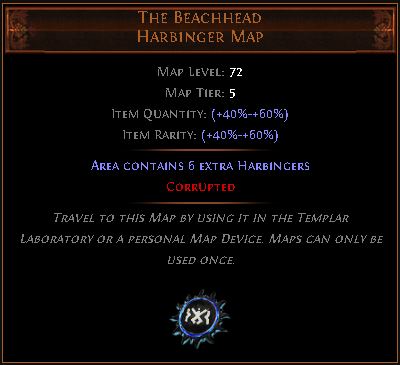 The Beachhead
Harbinger Map
Map Level: 72
Map Tier: 5
Item Quantity: (+40%-+60%)
Item Rarity: (+40%-+60%)
Area contains 6 extra Harbingers
Corrupted
Travel to this Map by using it in the Templar
Laboratory or a personal Map Device. Maps can only be
used once.